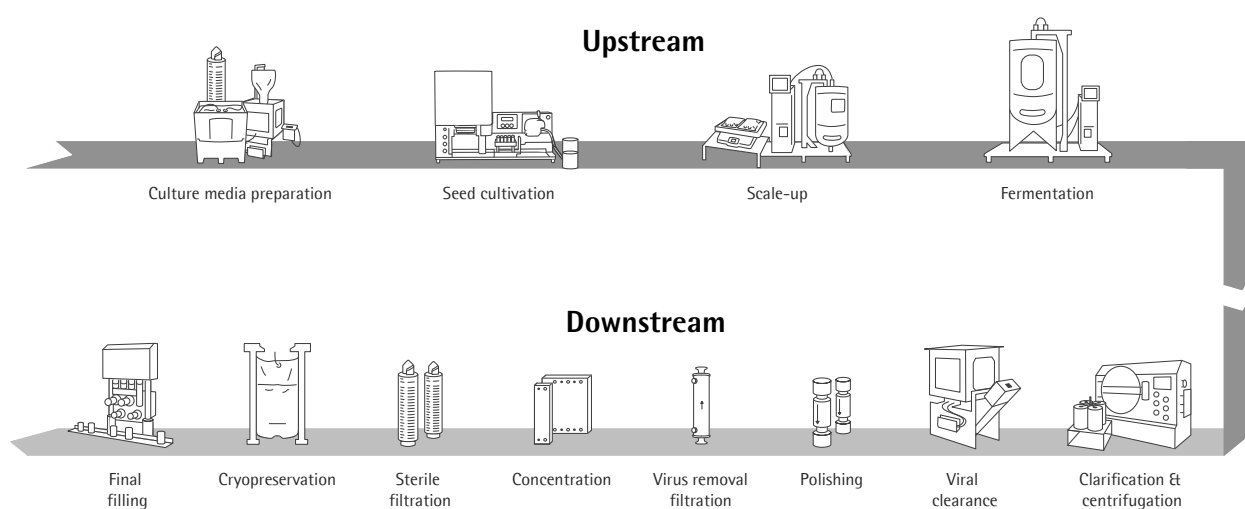 Upstream
Culture media preparation
Seed cultivation
Scale-up
Fermentation
Downstream
Final
filling
Cryopreservation
Sterile
filtration
Concentration
Virus removal
filtration
Polishing
Viral
clearance
Clarification &
centrifugation